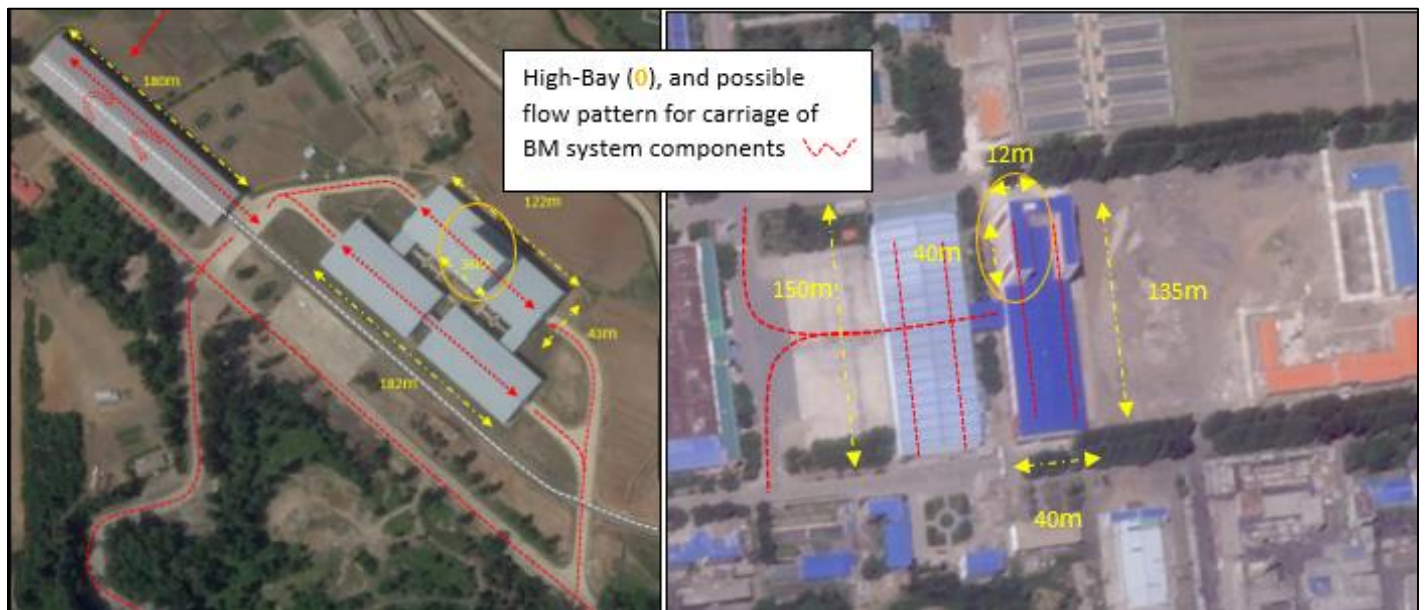 High-Bay (0), and possible
flow pattern for carriage of
BM system components
180m
122m
43m
182m
12m
40m
150m
135m
40m